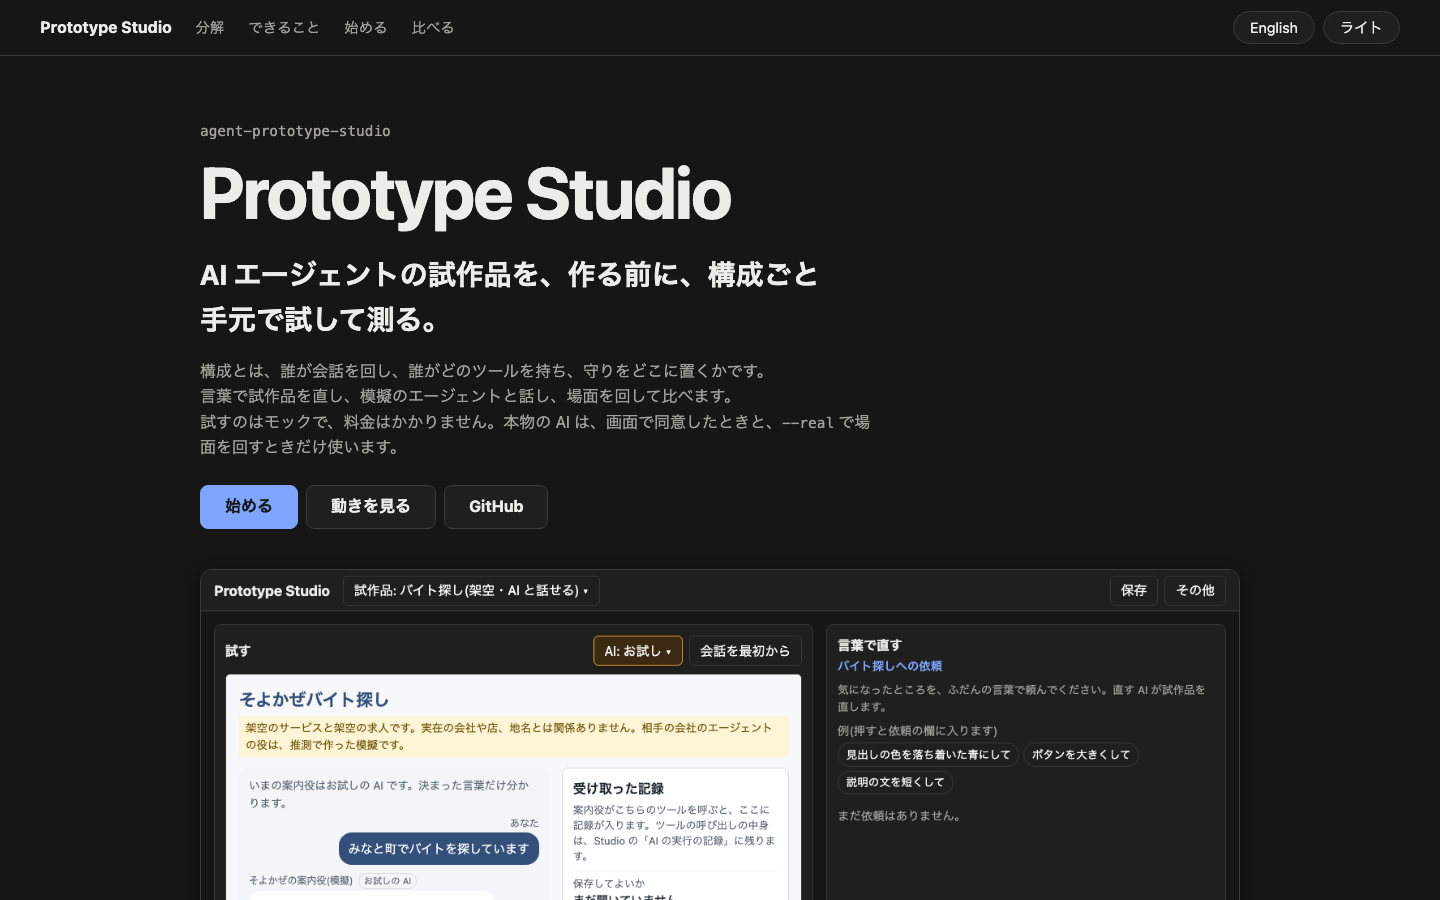 Prototype Studio
分解
できること
始める
比べる
English
ライト
agent-prototype-studio
Prototype Studio
AI エージェントの試作品を、作る前に、構成ごと
手元で試して測る。
構成とは、誰が会話を回し、誰がどのツールを持ち、守りをどこに置くかです。
言葉で試作品を直し、模擬のエージェントと話し、場面を回して比べます。
試すのはモックで、料金はかかりません。本物の AI は、画面で同意したときと、--real で場
面を回すときだけ使います。
始める
動きを見る
GitHub
Prototype Studio
試作品: バイト探し(架空・AI と話せる) ▾
保存
その他
試す
AI: お試し ▾
会話を最初から
そよかぜバイト探し
架空のサービスと架空の求人です。実在の会社や店、地名とは関係ありません。相手の会社のエージェント
の役は、推測で作った模擬です。
いまの案内役はお試しの AI です。決まった言葉だけ分か
ります。
あなた
みなと町でバイトを探しています
そよかぜの案内役(模擬)
お試しの AI
受け取った記録
案内役がこちらのツールを呼ぶと、ここに
記録が入ります。ツールの呼び出しの中身
は、Studio の「AI の実行の記録」に残りま
す。
保存してよいか
まだ聞いていません
言葉で直す
バイト探しへの依頼
気になったところを、ふだんの言葉で頼んでください。直す AI が試作品を
直します。
例(押すと依頼の欄に入ります)
見出しの色を落ち着いた青にして
ボタンを大きくして
説明の文を短くして
まだ依頼はありません。